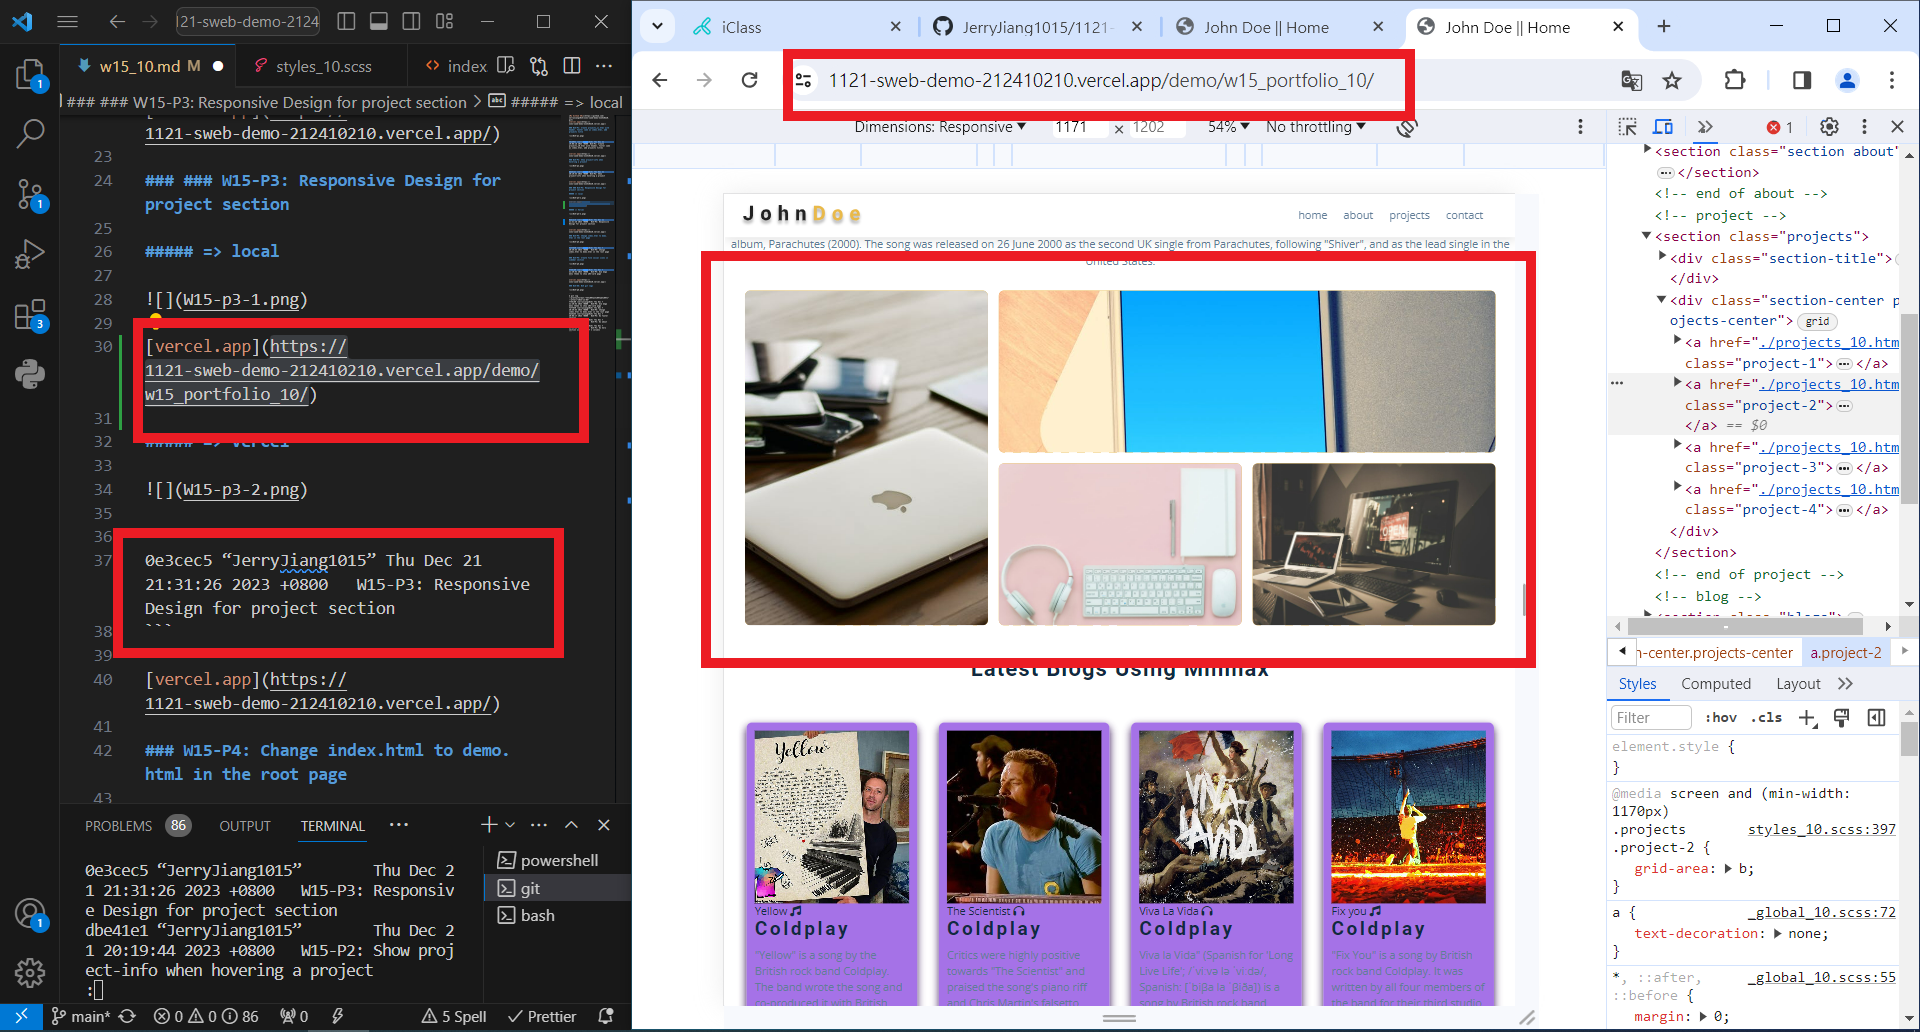 121-sweb-demo-2124
w15_10.md M
styles_10.scss
index
### ### W15-P3: Responsive Design for project section > ##### => local
1121-sweb-demo-212410210.vercel.app/)
23
24 ### ### W15-P3: Responsive Design for
project section
25
26 ##### => local
27
28 ![](W15-p3-1.png)
29
30 [vercel.app](https://
1121-sweb-demo-212410210.vercel.app/demo/
w15_portfolio_10/)
31
32 ##### => vercel
33
34 ![](W15-p3-2.png)
35
36
37 0e3cec5 “JerryJiang1015” Thu Dec 21
21:31:26 2023 +0800 W15-P3: Responsive
Design for project section
38 ```
39
40 [vercel.app](https://
1121-sweb-demo-212410210.vercel.app/)
41
42 ### W15-P4: Change index.html to demo.
html in the root page
43
PROBLEMS 86 OUTPUT TERMINAL ...
0e3cec5 “JerryJiang1015” Thu Dec 2
1 21:31:26 2023 +0800 W15-P3: Responsiv
e Design for project section
dbe41e1 “JerryJiang1015” Thu Dec 2
1 20:19:44 2023 +0800 W15-P2: Show proj
ect-info when hovering a project
:
powershell
git
bash
1
1
3
1
main* 0 0 86 0 5 Spell Prettier
iClass
JerryJiang1015/1121-
John Doe || Home
John Doe || Home
1121-sweb-demo-212410210.vercel.app/demo/w15_portfolio_10/
Dimensions: Responsive 1171 × 1202 54% No throttling
JohnDoe
home about projects contact
album, Parachutes (2000). The song was released on 26 June 2000 as the second UK single from Parachutes, following "Shiver", and as the lead single in the
United States.
OPEN
Latest Blogs Using Minmax
Yellow
VIVA
LA VIDA
Yellow
Coldplay
"Yellow" is a song by the
British rock band Coldplay.
The band wrote the song and
co-produced it with British
The Scientist
Coldplay
Critics were highly positive
towards "The Scientist" and
praised the song's piano riff
and Chris Martin's falsetto
Viva La Vida
Coldplay
Viva la Vida" (Spanish for 'Long
Live Life';
Spanish:
song by British rock band
Fix you
Coldplay
"Fix You" is a song by British
rock band Coldplay. It was
written by all four members of
the band for their third studio
1
<section class="section about"
</section>
<!-- end of about -->
<!-- project -->
<section class="projects">
<div class="section-title">
</div>
<div class="section-center p
ojects-center"> grid
<a href="./projects_10.htm
class="project-1"> </a>
<a href="./projects_10.htm
class="project-2">
</a> == $0
<a href="./projects_10.htm
class="project-3"> </a>
<a href="./projects_10.htm
class="project-4"> </a>
</div>
</section>
<!-- end of project -->
<!-- blog -->
n-center.projects-center a.project-2
Styles Computed Layout
Filter :hov .cls
element.style {
}
@media screen and (min-width:
1170px)
.projects styles_10.scss:397
.project-2 {
grid-area: b;
}
a { _global_10.scss:72
text-decoration: none;
}
*, ::after, _global_10.scss:55
::before {
margin: 0;